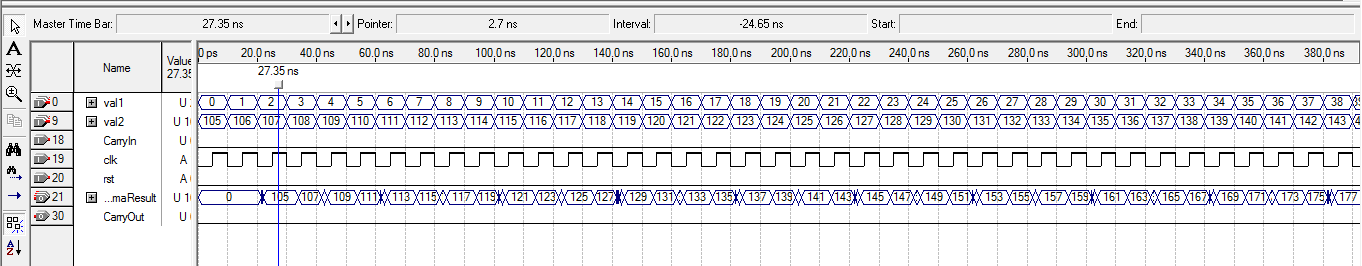 Master Time Bar: 27.35 ns Pointer: 2.7 ns Interval: -24.65 ns Start: End:
Name Value 27.35 0 ps 20.0 ns 40.0 ns 60.0 ns 80.0 ns 100.0 ns 120.0 ns 140.0 ns 160.0 ns 180.0 ns 200.0 ns 220.0 ns 240.0 ns 260.0 ns 280.0 ns 300.0 ns 320.0 ns 340.0 ns 360.0 ns 380.0 ns
27.35 ns
0 val1 U 0 1 2 3 4 5 6 7 8 9 10 11 12 13 14 15 16 17 18 19 20 21 22 23 24 25 26 27 28 29 30 31 32 33 34 35 36 37 38
9 val2 U 10 105 106 107 108 109 110 111 112 113 114 115 116 117 118 119 120 121 122 123 124 125 126 127 128 129 130 131 132 133 134 135 136 137 138 139 140 141 142 143
18 CarryIn U
19 clk A
20 rst A
21 ...maResult U 10 0 105 107 109 111 113 115 117 119 121 123 125 127 129 131 133 135 137 139 141 143 145 147 149 151 153 155 157 159 161 163 165 167 169 171 173 175 177
30 CarryOut U